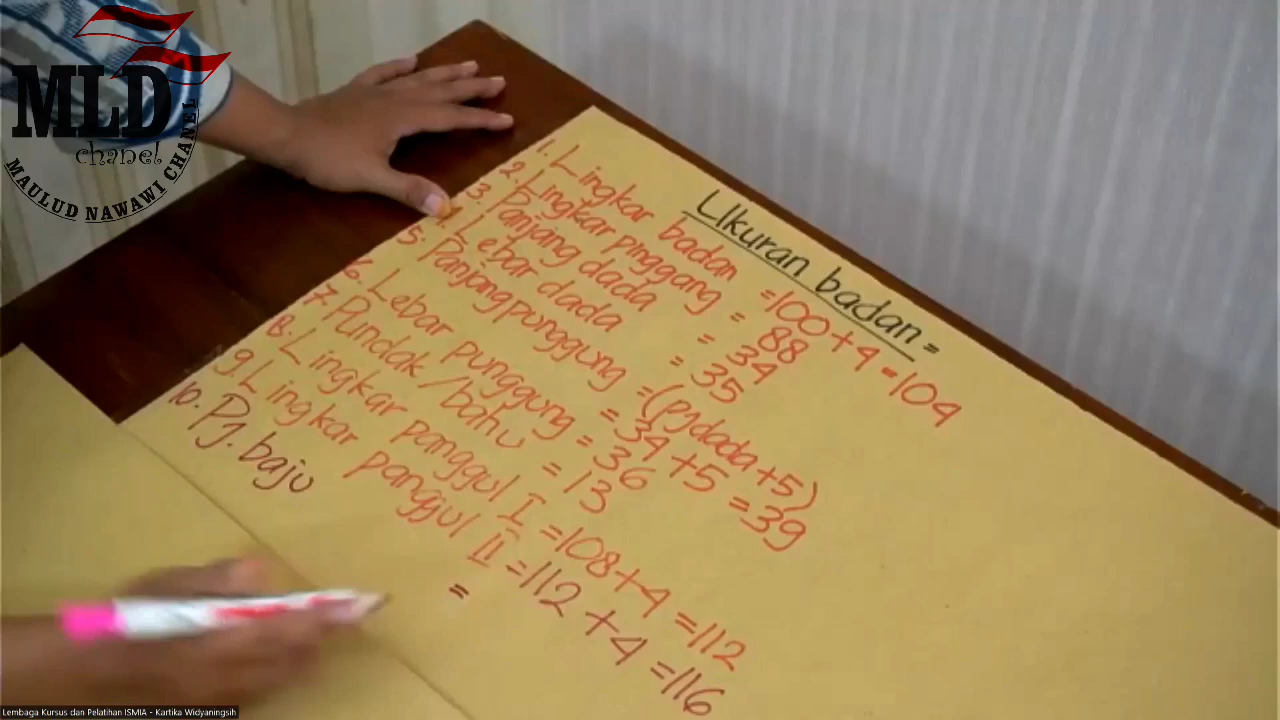 MLD
chanel
MAULUD NAWAWI CHANEL
Ukuran badan =
1. Lingkar badan = 100 + 4 = 104
2. Lingkar pinggang = 88
3. Panjang dada = 34
4. Lebar dada = 35
5. Panjang punggung = (pj dada + 5)
= 34 + 5 = 39
6. Lebar punggung = 36
7. Pundak / bahu = 13
8. Lingkar panggul I = 108 + 4 = 112
9. Lingkar panggul II = 112 + 4 = 116
10. Pj. baju =
Lembaga Kursus dan Pelatihan ISMIA - Kartika Widyaningsih